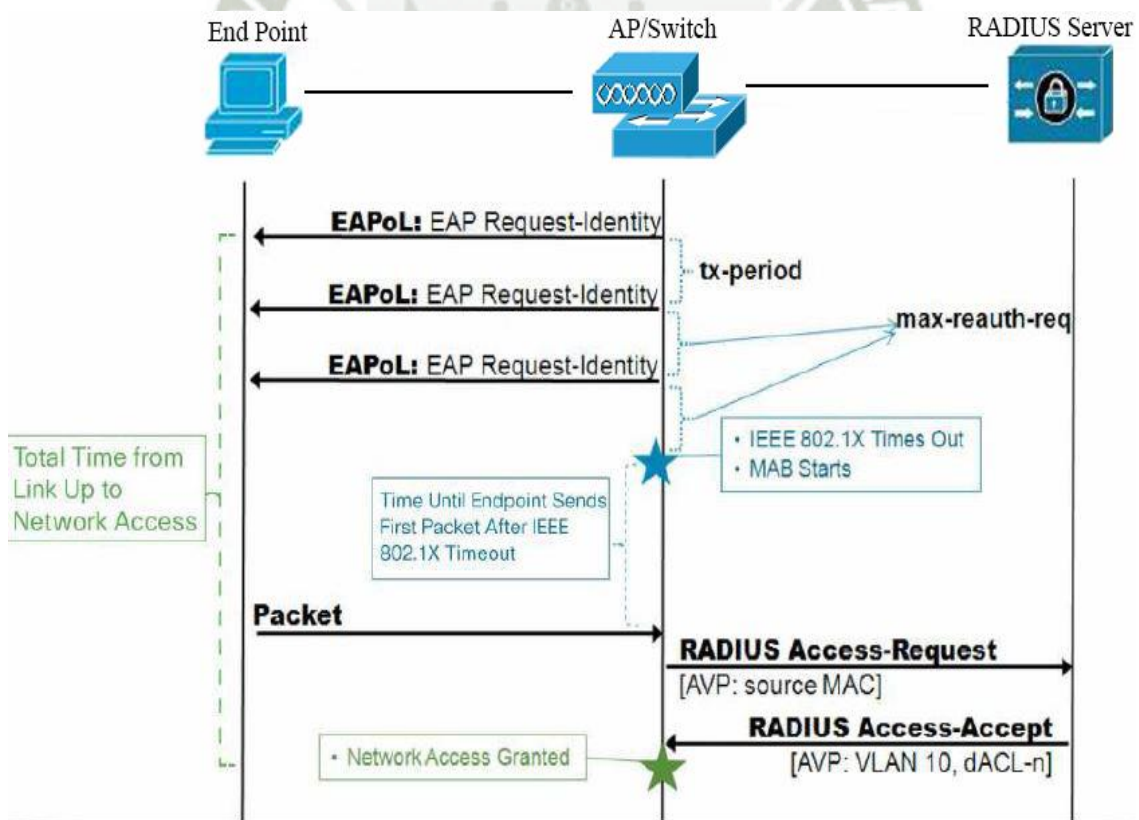 End Point
AP/Switch
RADIUS Server
EAPoL: EAP Request-Identity
tx-period
EAPoL: EAP Request-Identity
max-reauth-req
EAPoL: EAP Request-Identity
• IEEE 802.1X Times Out
• MAB Starts
Total Time from
Link Up to
Network Access
Time Until Endpoint Sends
First Packet After IEEE
802.1X Timeout
Packet
RADIUS Access-Request
[AVP: source MAC]
RADIUS Access-Accept
[AVP: VLAN 10, dACL-n]
• Network Access Granted